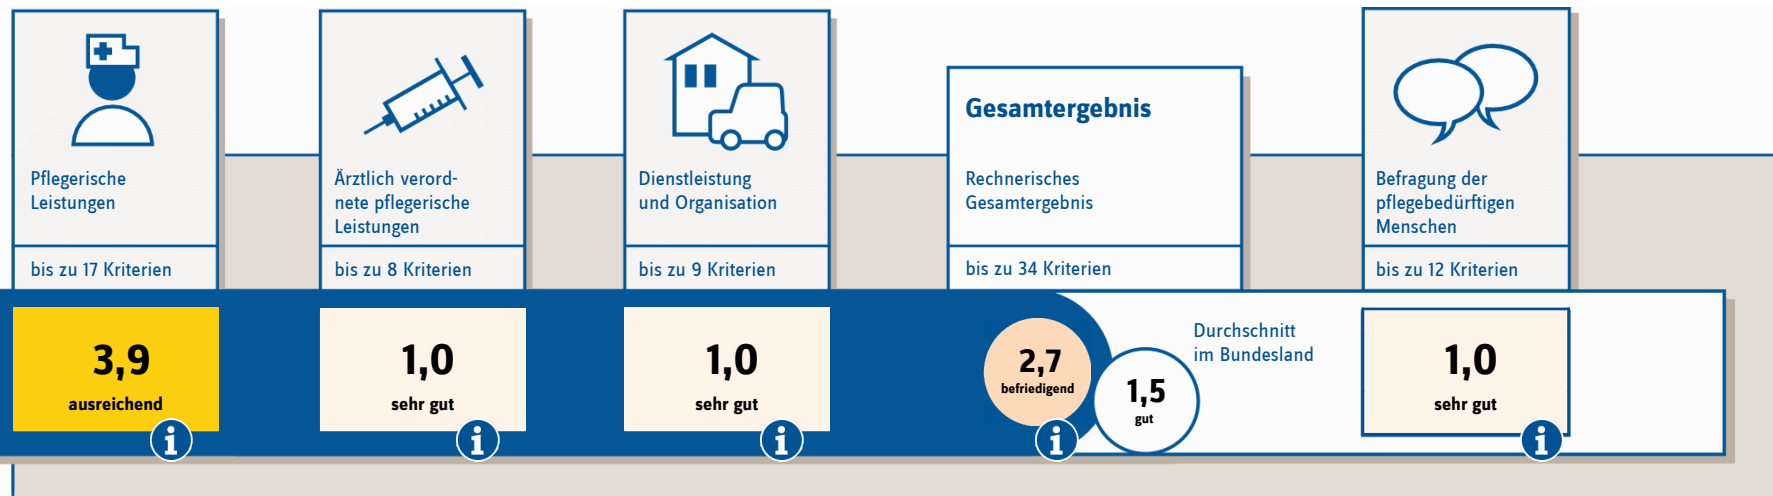 Pflegerische
Leistungen
bis zu 17 Kriterien
3,9
ausreichend
i
Ärztlich verord-
nete pflegerische
Leistungen
bis zu 8 Kriterien
1,0
sehr gut
i
Dienstleistung
und Organisation
bis zu 9 Kriterien
1,0
sehr gut
i
Gesamtergebnis
Rechnerisches
Gesamtergebnis
bis zu 34 Kriterien
2,7
befriedigend
i
1,5
gut
Durchschnitt
im Bundesland
Befragung der
pflegebedürftigen
Menschen
bis zu 12 Kriterien
1,0
sehr gut
i